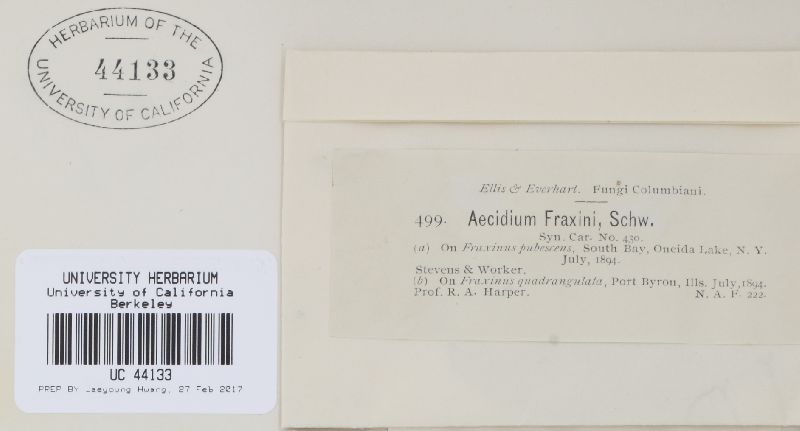 HERBARIUM OF THE
44133
UNIVERSITY OF CALIFORNIA
Ellis & Everhart. Fungi Columbiani.
499. Aecidium Fraxini, Schw.
Syn. Car. No. 430.
(a) On Fraxinus pubescens, South Bay, Oneida Lake, N. Y.
July, 1894.
Stevens & Worker.
(b) On Fraxinus quadrangulata, Port Byron, Ills. July, 1894.
Prof. R. A. Harper. N. A. F. 222.
UNIVERSITY HERBARIUM
University of California
Berkeley
UC 44133
PREP BY Jaeyoung Hwang, 27 Feb 2017